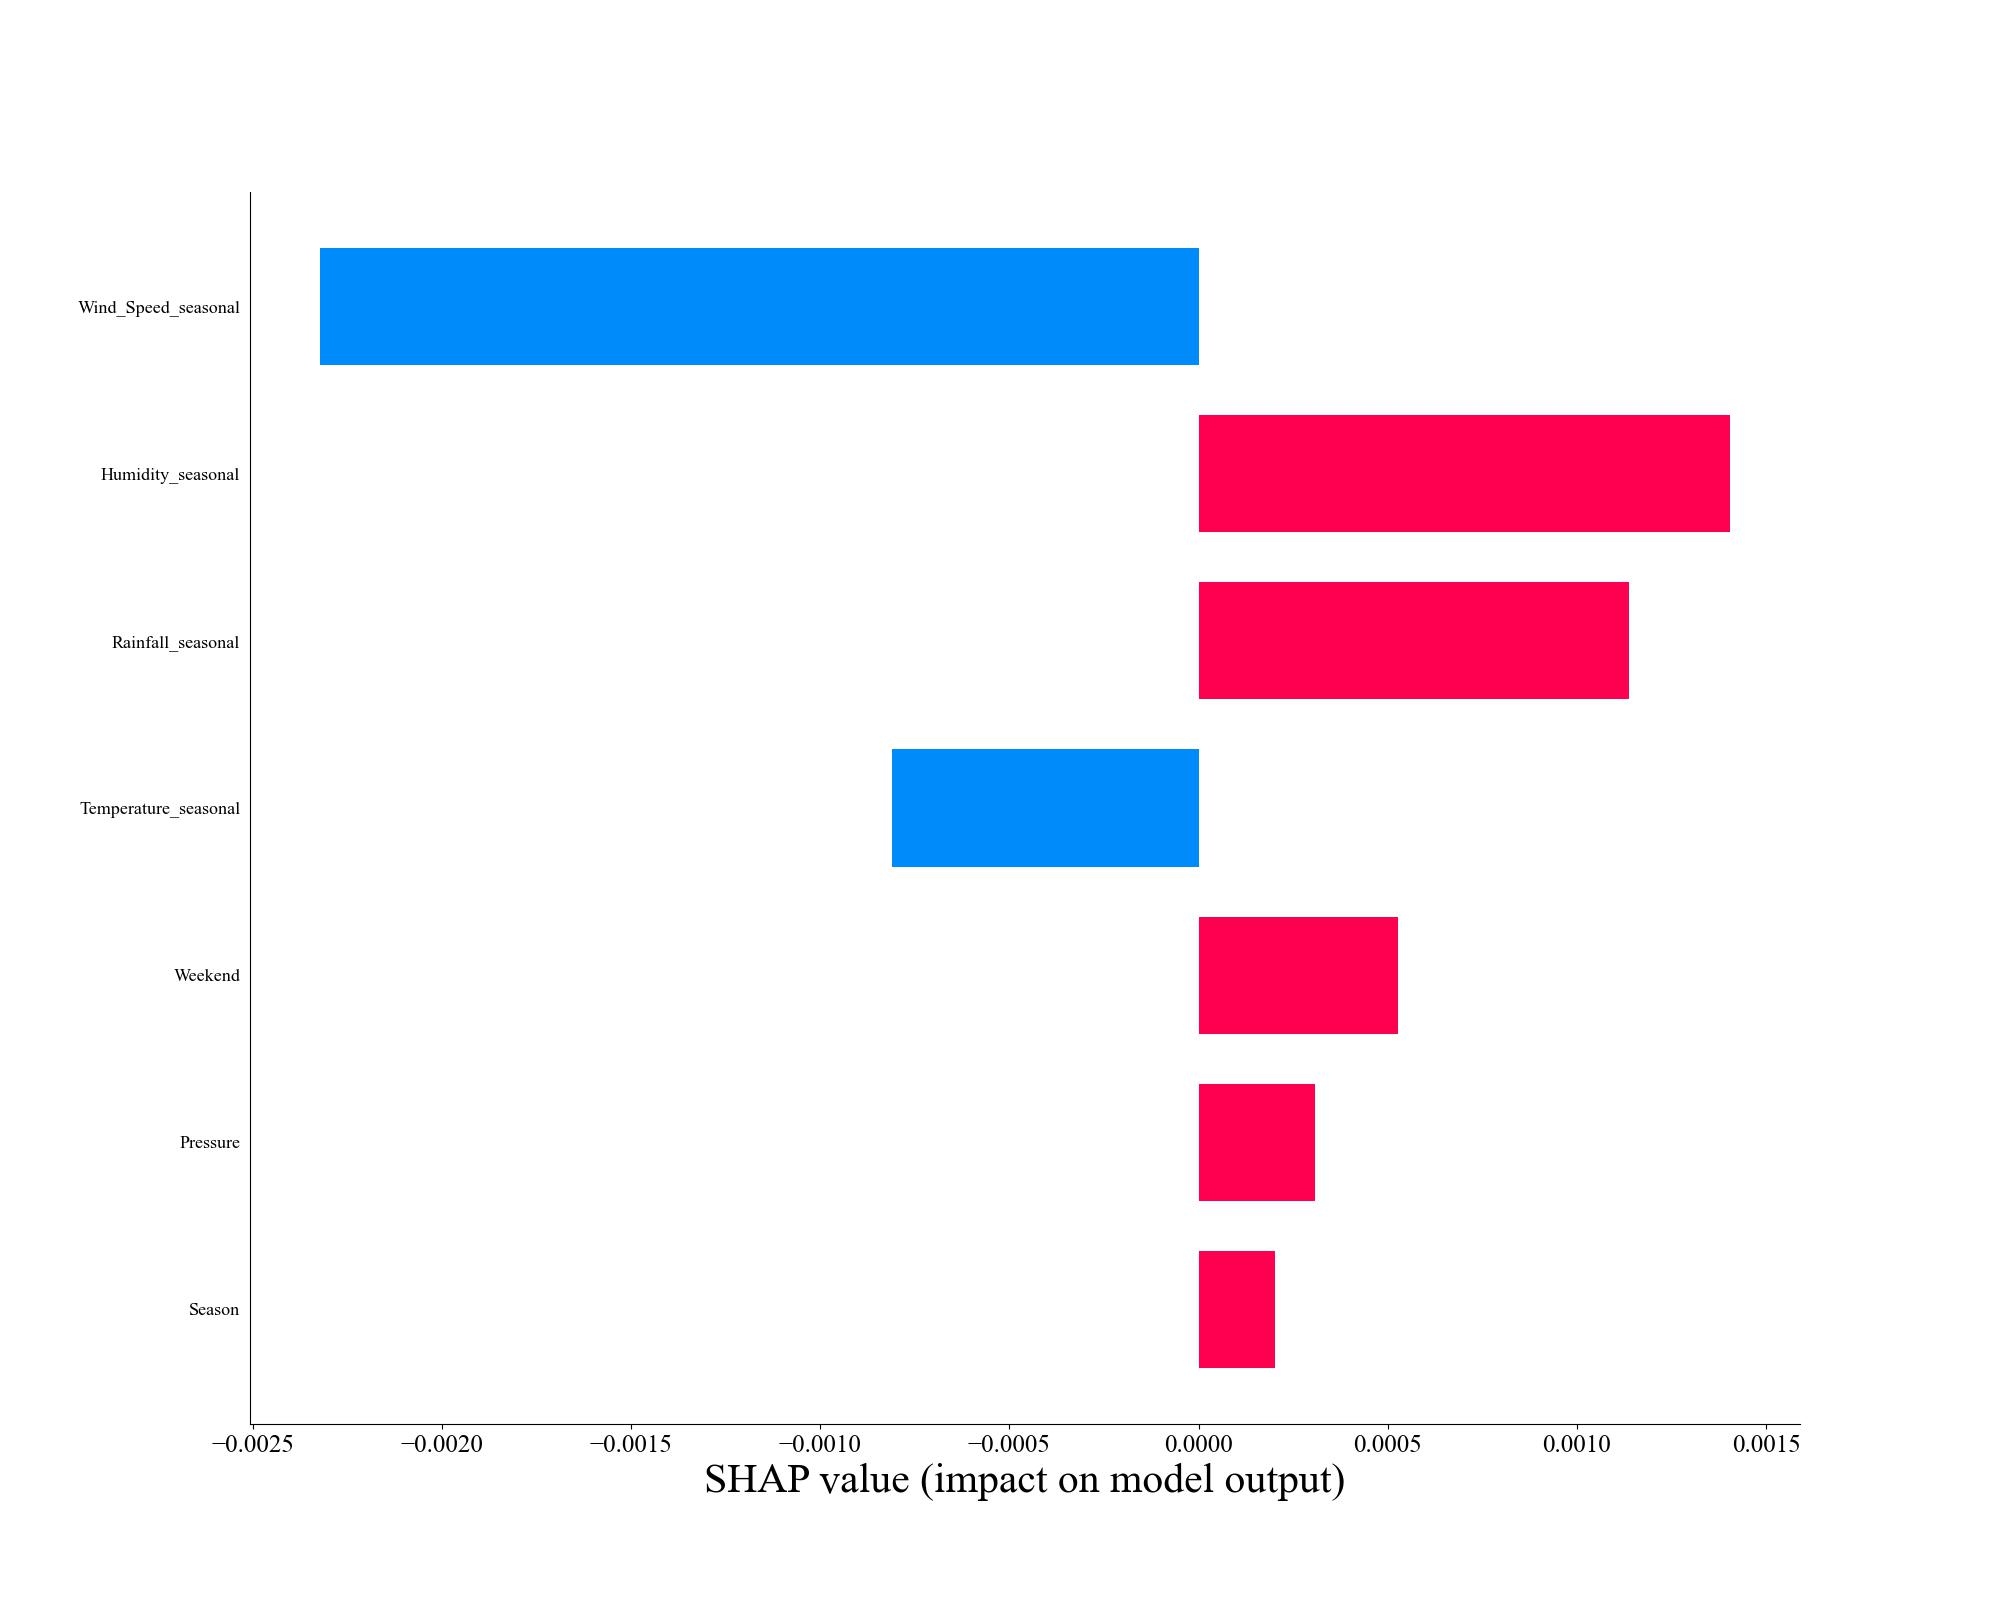 Wind_Speed_seasonal
Humidity_seasonal
Rainfall_seasonal
Temperature_seasonal
Weekend
Pressure
Season
−0.0025 −0.0020 −0.0015 −0.0010 −0.0005 0.0000 0.0005 0.0010 0.0015
SHAP value (impact on model output)